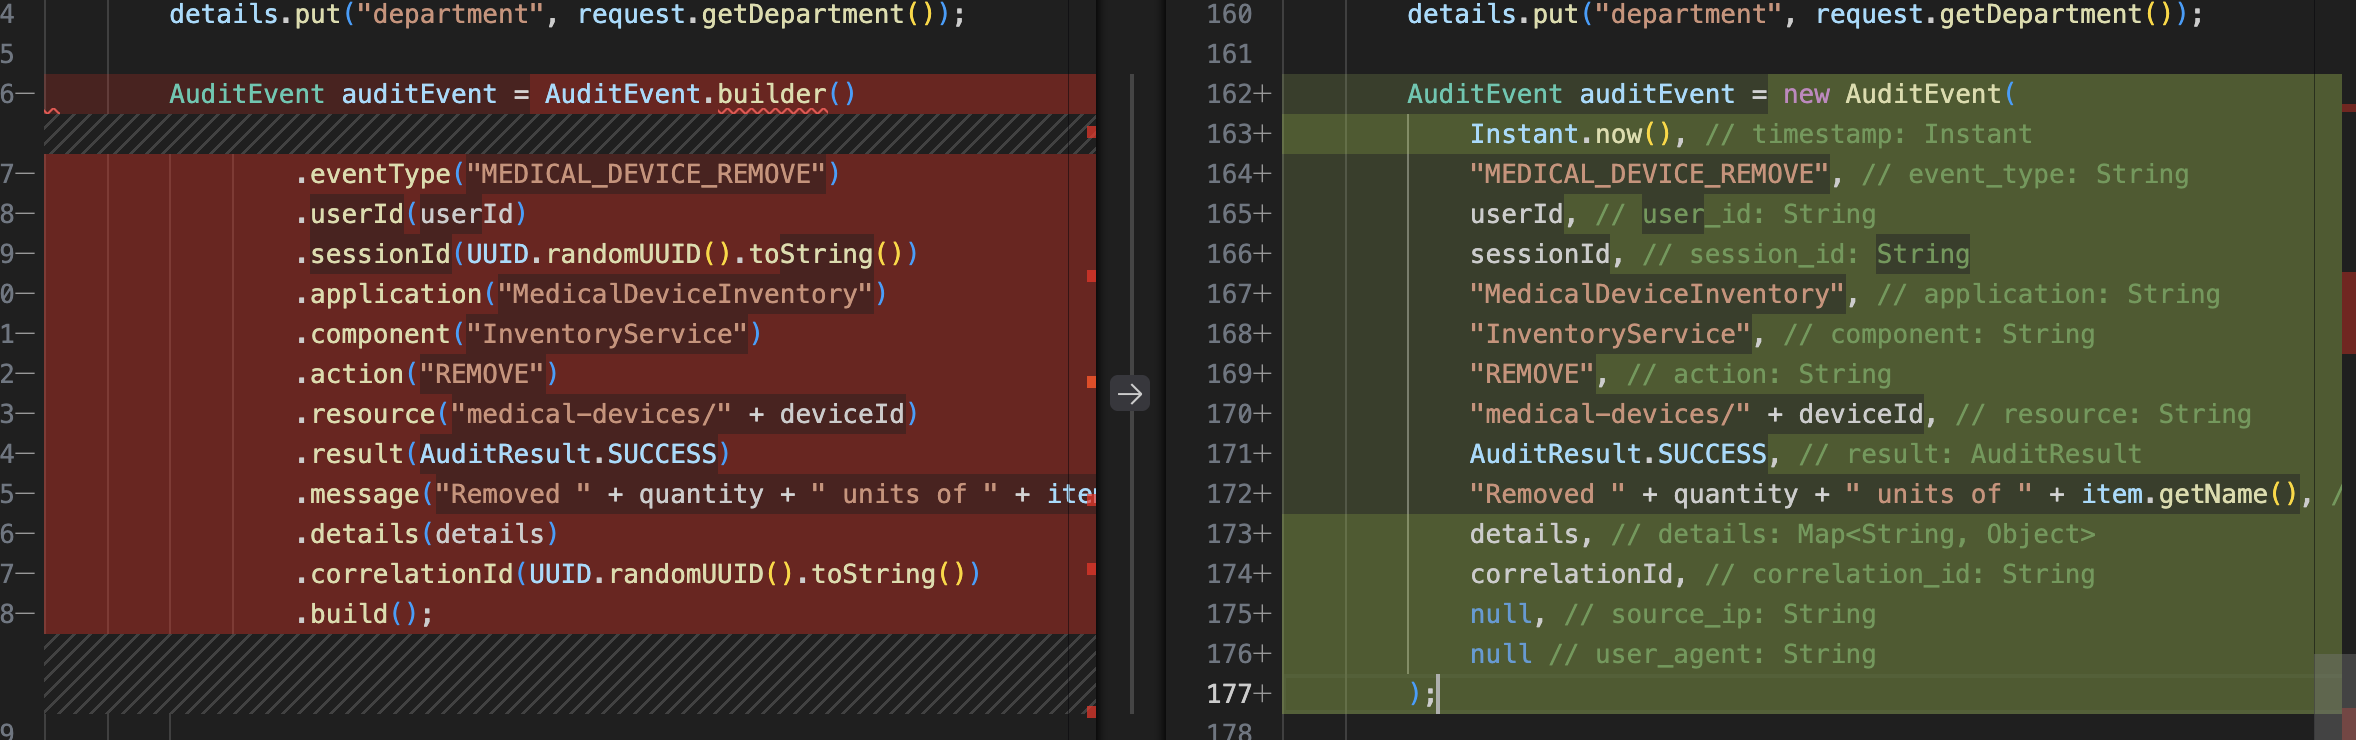 4 details.put("department", request.getDepartment());
5
6— AuditEvent auditEvent = AuditEvent.builder()
7— .eventType("MEDICAL_DEVICE_REMOVE")
8— .userId(userId)
9— .sessionId(UUID.randomUUID().toString())
0— .application("MedicalDeviceInventory")
1— .component("InventoryService")
2— .action("REMOVE")
3— .resource("medical-devices/" + deviceId)
4— .result(AuditResult.SUCCESS)
5— .message("Removed " + quantity + " units of " + item
6— .details(details)
7— .correlationId(UUID.randomUUID().toString())
8— .build();
9
160 details.put("department", request.getDepartment());
161
162+ AuditEvent auditEvent = new AuditEvent(
163+ Instant.now(), // timestamp: Instant
164+ "MEDICAL_DEVICE_REMOVE", // event_type: String
165+ userId, // user_id: String
166+ sessionId, // session_id: String
167+ "MedicalDeviceInventory", // application: String
168+ "InventoryService", // component: String
169+ "REMOVE", // action: String
170+ "medical-devices/" + deviceId, // resource: String
171+ AuditResult.SUCCESS, // result: AuditResult
172+ "Removed " + quantity + " units of " + item.getName(), /
173+ details, // details: Map<String, Object>
174+ correlationId, // correlation_id: String
175+ null, // source_ip: String
176+ null // user_agent: String
177+ );
178